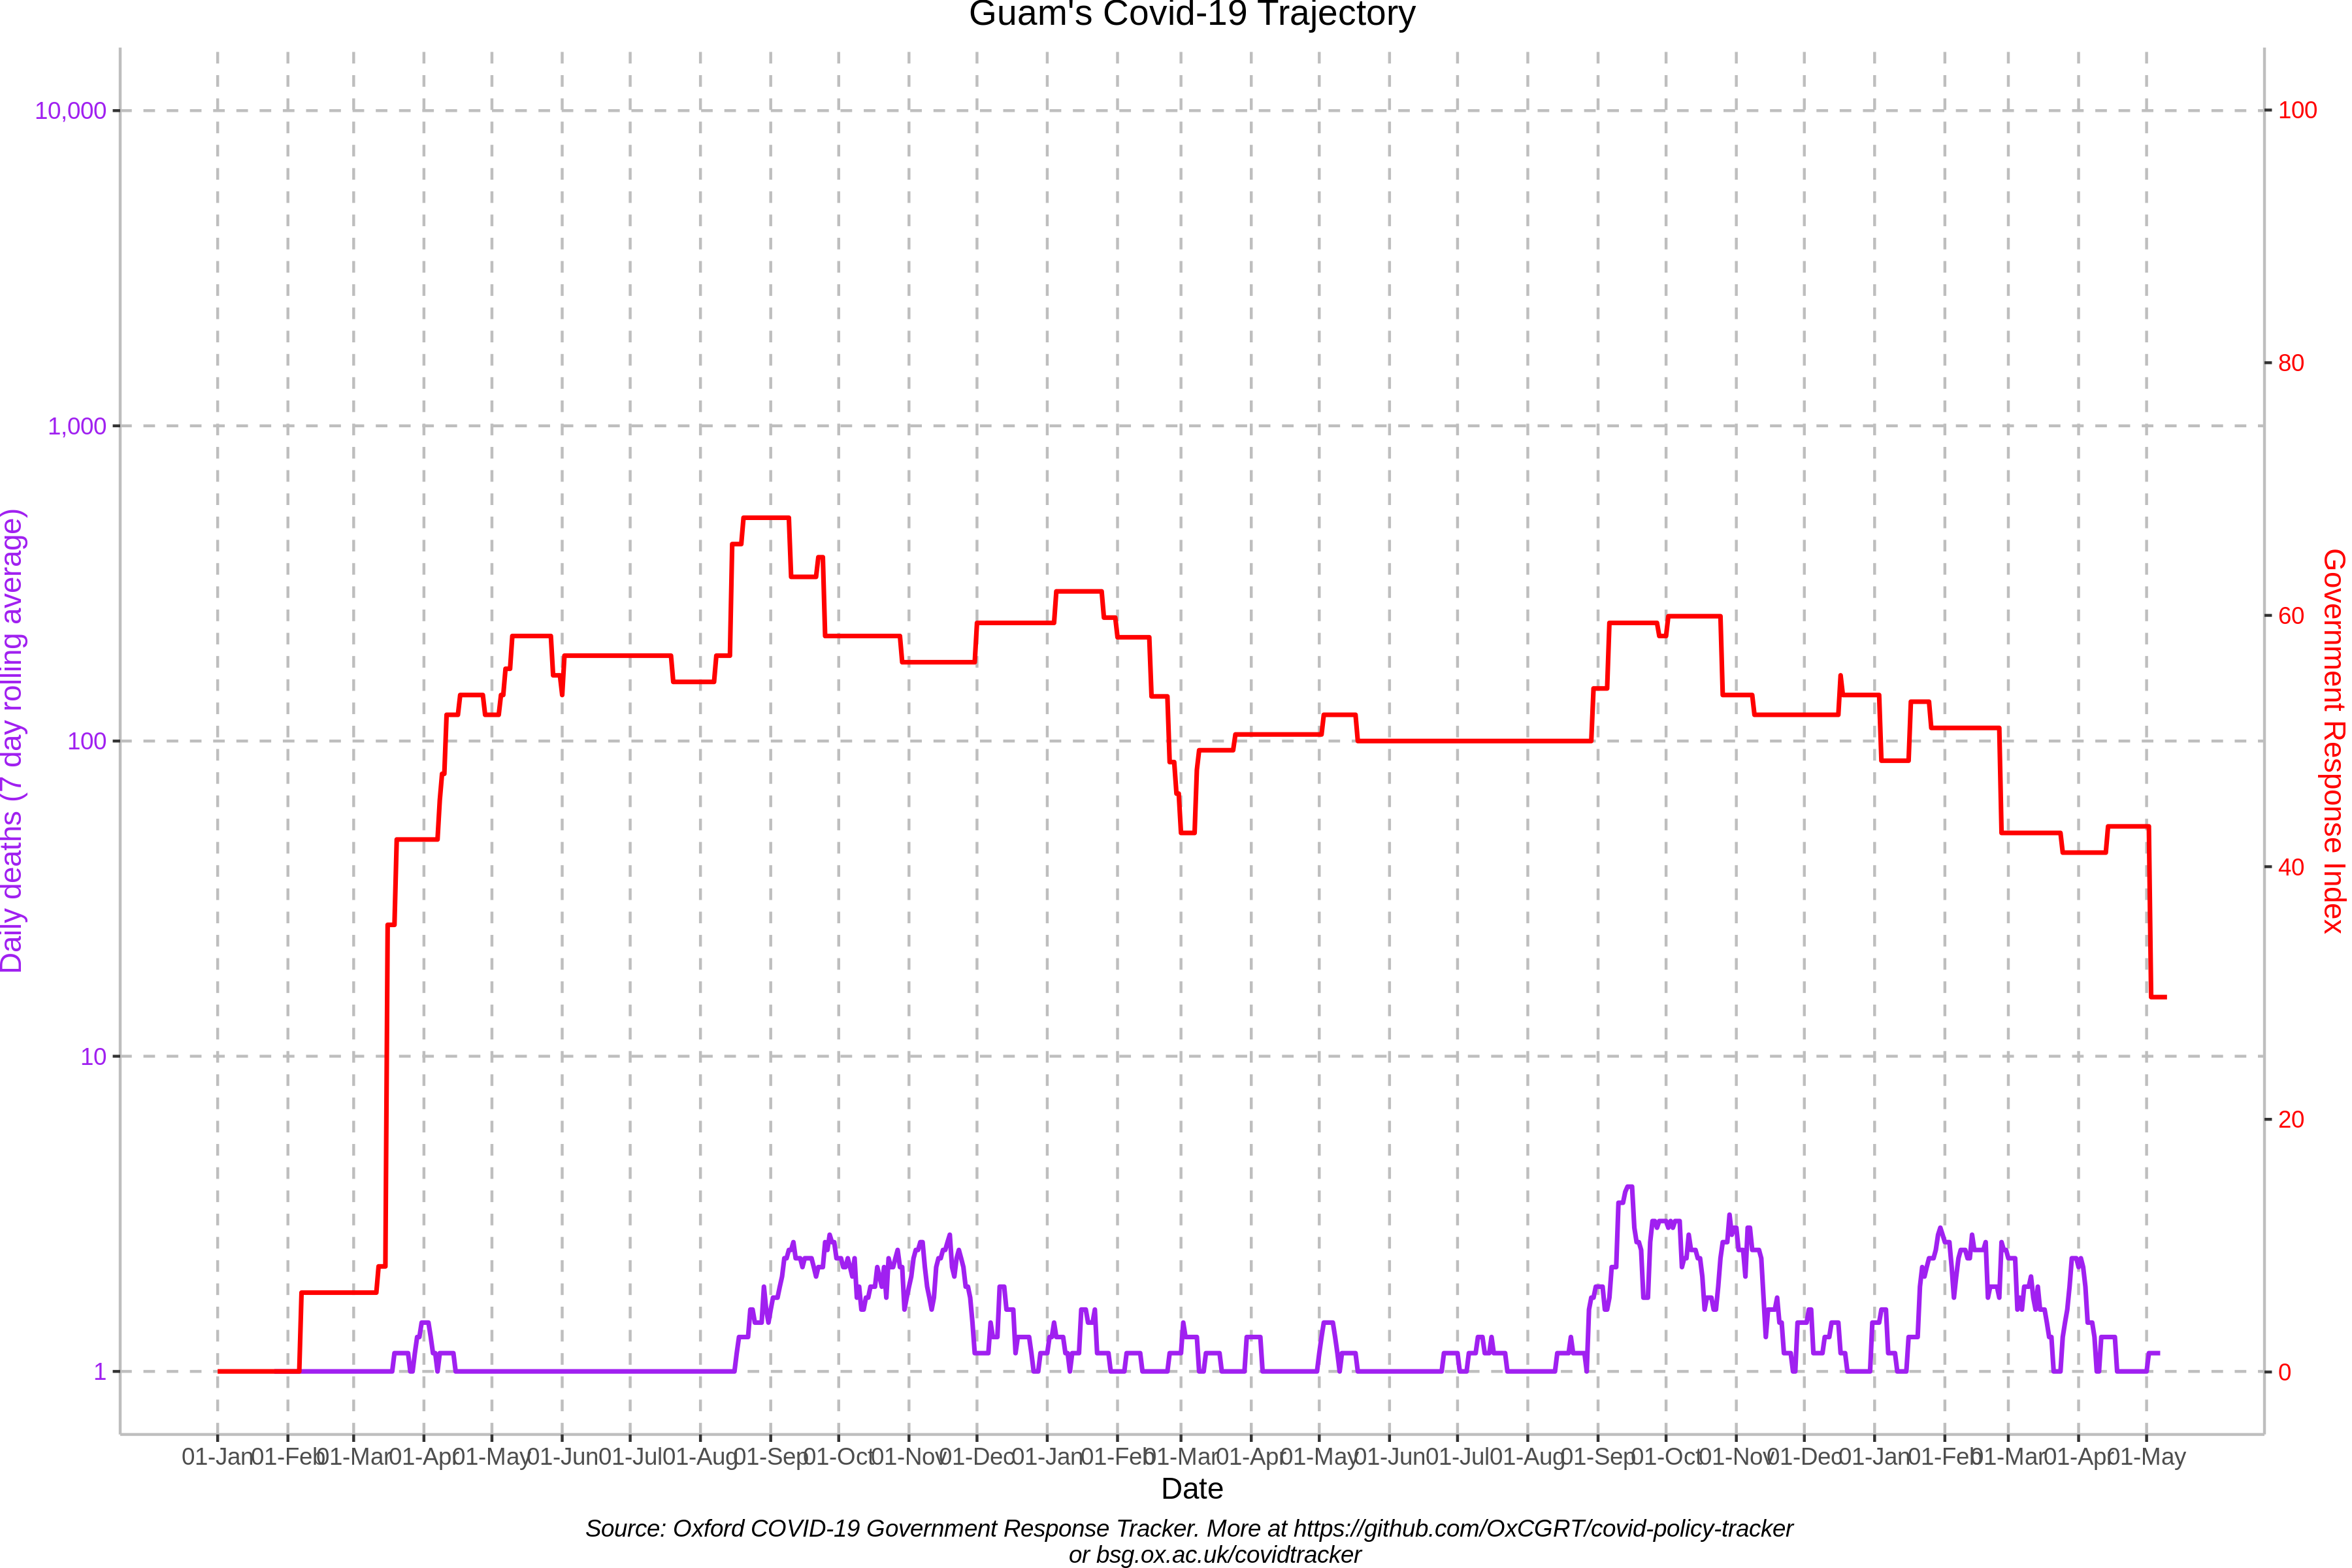 Guam's Covid-19 Trajectory
10,000
1,000
100
10
1
Daily deaths (7 day rolling average)
100
80
60
40
20
0
Government Response Index
01-Jan
01-Feb
01-Mar
01-Apr
01-May
01-Jun
01-Jul
01-Aug
01-Sep
01-Oct
01-Nov
01-Dec
01-Jan
01-Feb
01-Mar
01-Apr
01-May
01-Jun
01-Jul
01-Aug
01-Sep
01-Oct
01-Nov
01-Dec
01-Jan
01-Feb
01-Mar
01-Apr
01-May
Date
Source: Oxford COVID-19 Government Response Tracker. More at https://github.com/OxCGRT/covid-policy-tracker
or bsg.ox.ac.uk/covidtracker